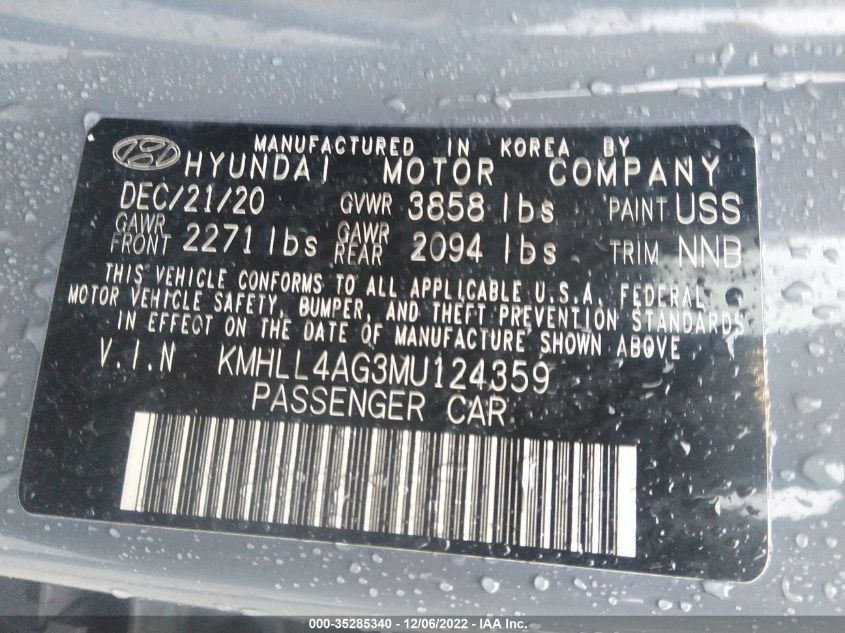 MANUFACTURED IN KOREA BY
HYUNDAI MOTOR COMPANY
DEC/21/20 GVWR 3858 lbs PAINT USS
GAWR FRONT 2271 lbs GAWR REAR 2094 lbs TRIM NNB
THIS VEHICLE CONFORMS TO ALL APPLICABLE U.S.A. FEDERAL
MOTOR VEHICLE SAFETY, BUMPER, AND THEFT PREVENTION STANDARDS
IN EFFECT ON THE DATE OF MANUFACTURE SHOWN ABOVE
V.I.N KMHLL4AG3MU124359
PASSENGER CAR
000-35285340 - 12/06/2022 - IAA Inc.